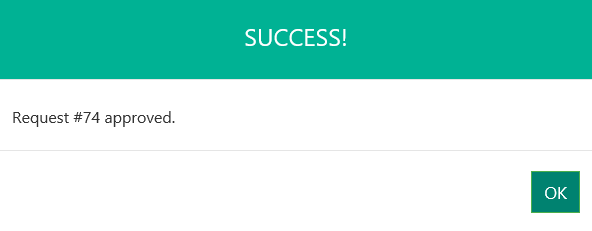 SUCCESS!
Request #74 approved.
OK